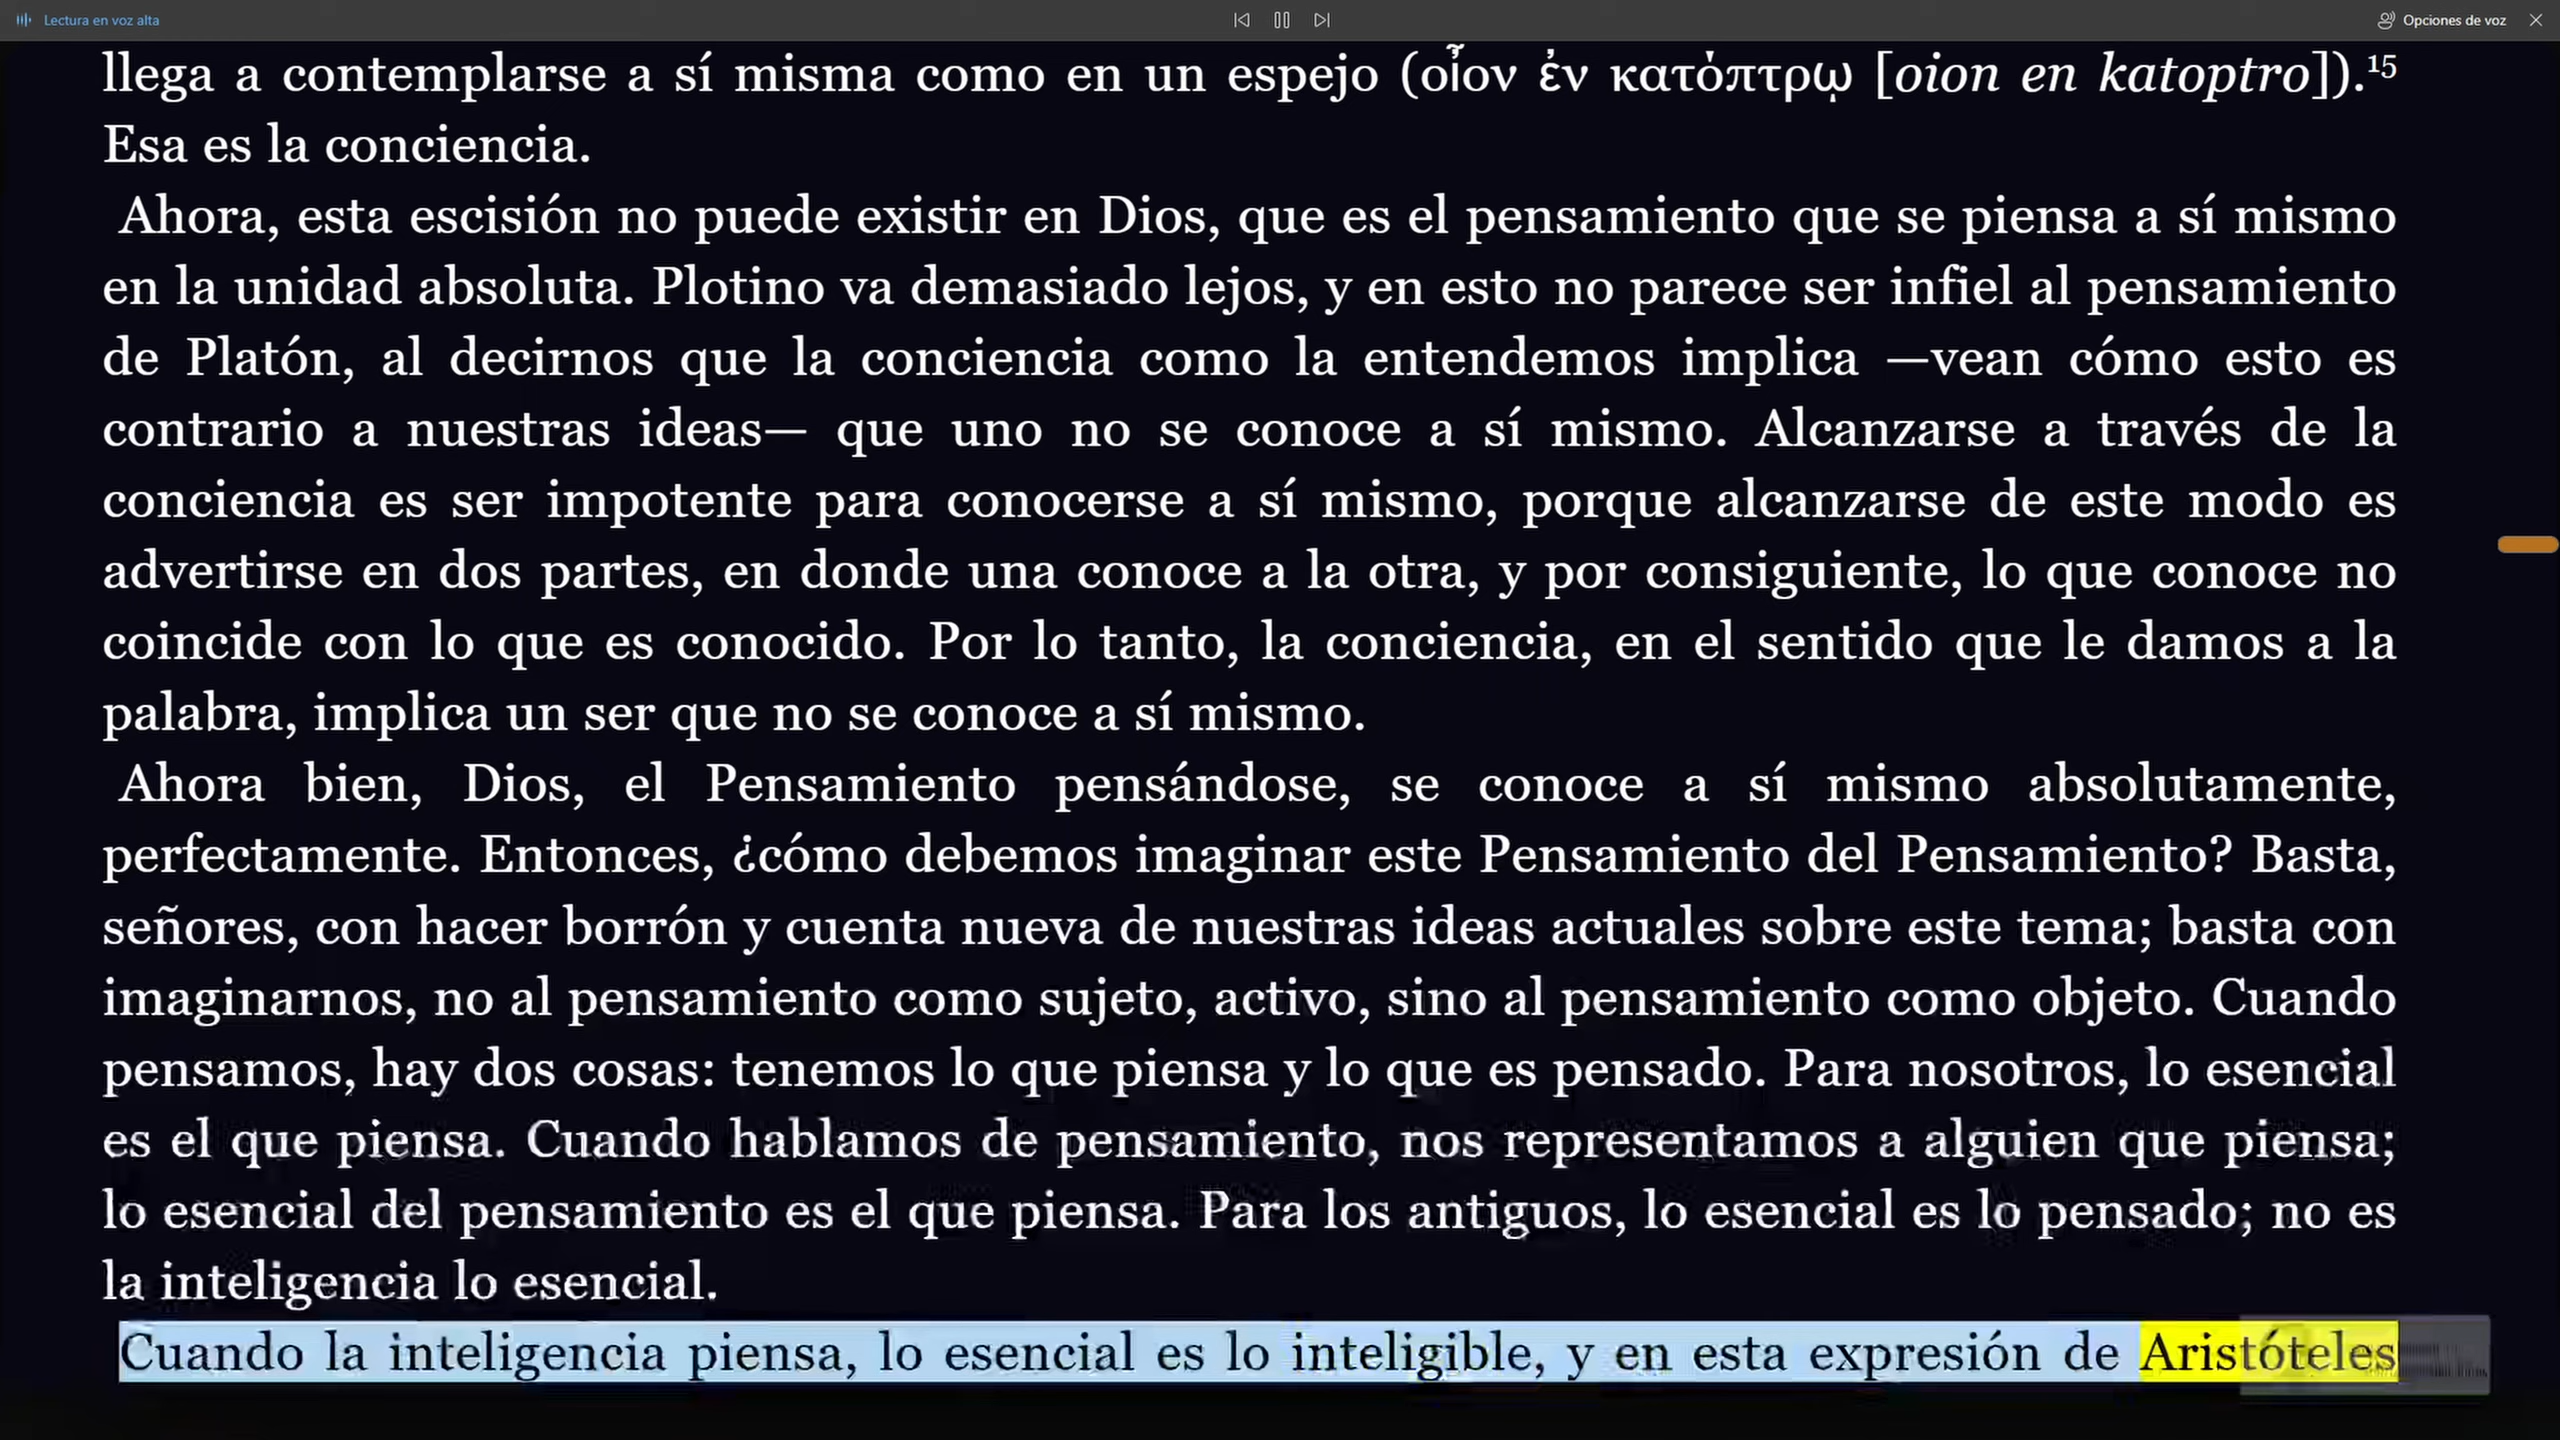 Lectura en voz alta
Opciones de voz
llega a contemplarse a sí misma como en un espejo (οἷον ἐν κατόπτρῳ [oion en katoptro]).15
Esa es la conciencia.
Ahora, esta escisión no puede existir en Dios, que es el pensamiento que se piensa a sí mismo
en la unidad absoluta. Plotino va demasiado lejos, y en esto no parece ser infiel al pensamiento
de Platón, al decirnos que la conciencia como la entendemos implica —vean cómo esto es
contrario a nuestras ideas— que uno no se conoce a sí mismo. Alcanzarse a través de la
conciencia es ser impotente para conocerse a sí mismo, porque alcanzarse de este modo es
advertirse en dos partes, en donde una conoce a la otra, y por consiguiente, lo que conoce no
coincide con lo que es conocido. Por lo tanto, la conciencia, en el sentido que le damos a la
palabra, implica un ser que no se conoce a sí mismo.
Ahora bien, Dios, el Pensamiento pensándose, se conoce a sí mismo absolutamente,
perfectamente. Entonces, ¿cómo debemos imaginar este Pensamiento del Pensamiento? Basta,
señores, con hacer borrón y cuenta nueva de nuestras ideas actuales sobre este tema; basta con
imaginarnos, no al pensamiento como sujeto, activo, sino al pensamiento como objeto. Cuando
pensamos, hay dos cosas: tenemos lo que piensa y lo que es pensado. Para nosotros, lo esencial
es el que piensa. Cuando hablamos de pensamiento, nos representamos a alguien que piensa;
lo esencial del pensamiento es el que piensa. Para los antiguos, lo esencial es lo pensado; no es
la inteligencia lo esencial.
Cuando la inteligencia piensa, lo esencial es lo inteligible, y en esta expresión de Aristóteles